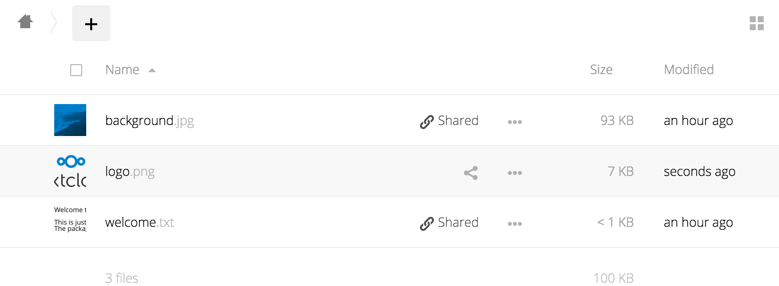 +
Name Size Modified
background.jpg Shared ... 93 KB an hour ago
xtclc
logo.png ... 7 KB seconds ago
Welcome t
This is just
The packa
welcome.txt Shared ... < 1 KB an hour ago
3 files 100 KB